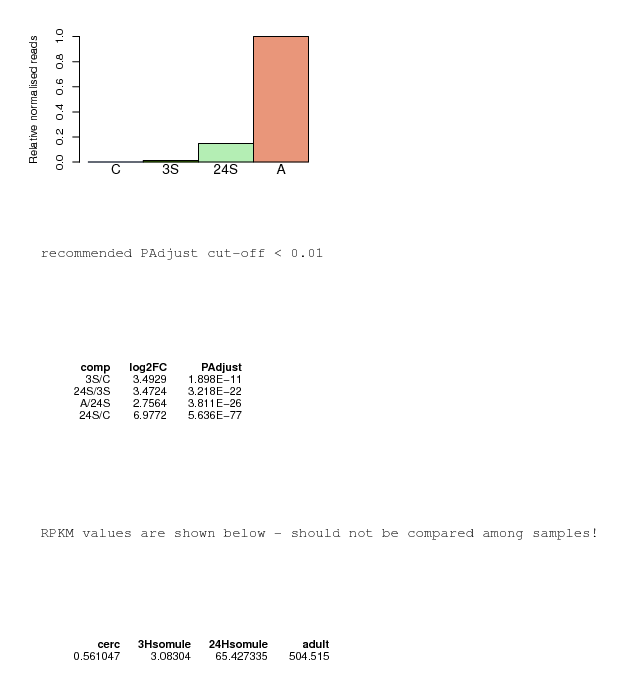 Relative normalised reads
1.0
0.8
0.6
0.4
0.2
0.0
C 3S 24S A
recommended PAdjust cut-off < 0.01
comp log2FC PAdjust
3S/C 3.4929 1.898E−11
24S/3S 3.4724 3.218E−22
A/24S 2.7564 3.811E−26
24S/C 6.9772 5.636E−77
RPKM values are shown below - should not be compared among samples!
cerc 3Hsomule 24Hsomule adult
0.561047 3.08304 65.427335 504.515